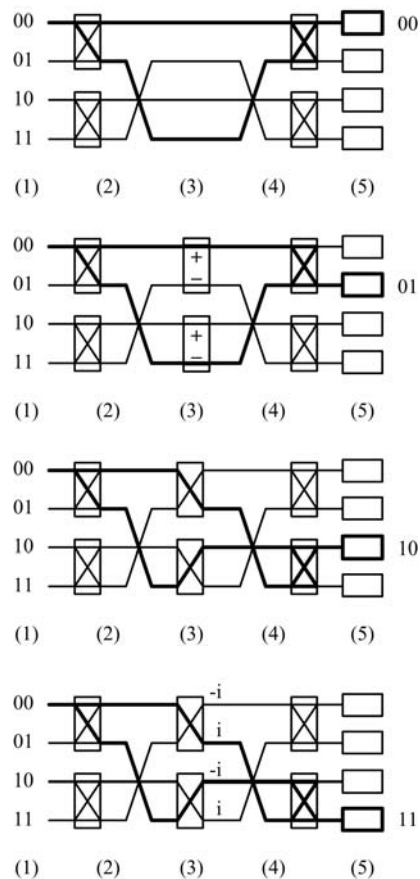 00 00
01
10
11
(1) (2) (3) (4) (5)
00 +
01 − 01
10 +
11 −
(1) (2) (3) (4) (5)
00
01
10 10
11
(1) (2) (3) (4) (5)
-i
00
01 i
-i
10
11 i 11
(1) (2) (3) (4) (5)